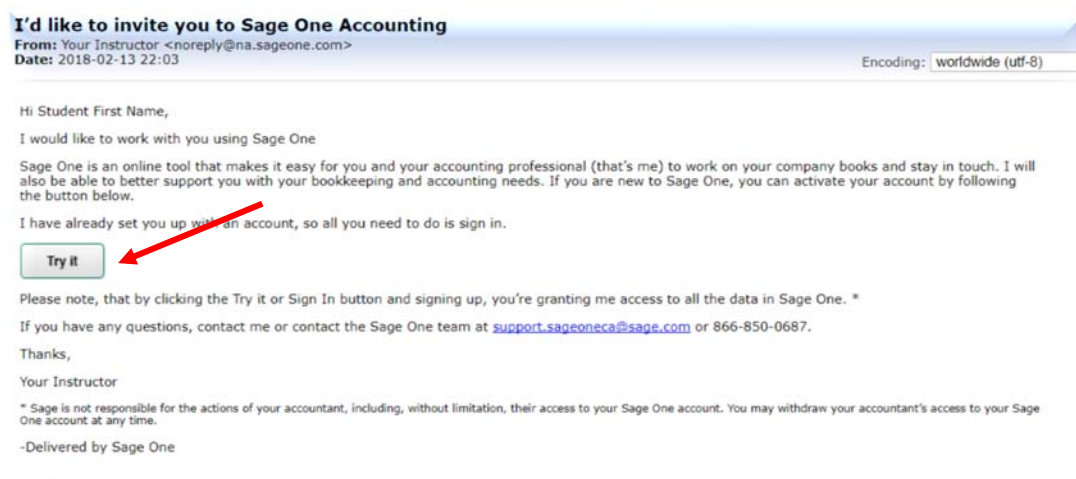 I'd like to invite you to Sage One Accounting
From: Your Instructor <noreply@na.sageone.com>
Date: 2018-02-13 22:03
Encoding: worldwide (utf-8)
Hi Student First Name,
I would like to work with you using Sage One
Sage One is an online tool that makes it easy for you and your accounting professional (that's me) to work on your company books and stay in touch. I will
also be able to better support you with your bookkeeping and accounting needs. If you are new to Sage One, you can activate your account by following
the button below.
I have already set you up with an account, so all you need to do is sign in.
Try it
Please note, that by clicking the Try it or Sign In button and signing up, you're granting me access to all the data in Sage One. *
If you have any questions, contact me or contact the Sage One team at support.sageoneca@sage.com or 866-850-0687.
Thanks,
Your Instructor
* Sage is not responsible for the actions of your accountant, including, without limitation, their access to your Sage One account. You may withdraw your accountant's access to your Sage
One account at any time.
-Delivered by Sage One